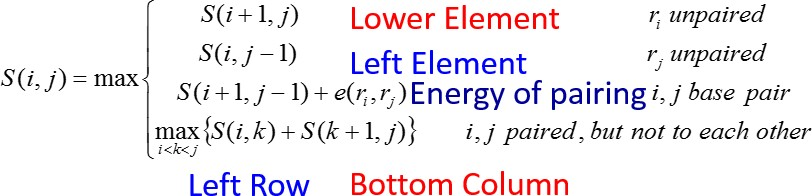 S(i+1, j) Lower Element r_i unpaired
S(i, j−1) Left Element r_j unpaired
S(i, j) = max{ S(i+1, j−1) + e(r_i, r_j) Energy of pairing i, j base pair
max_{i<k<j} {S(i,k) + S(k+1, j)} i, j paired, but not to each other
Left Row Bottom Column